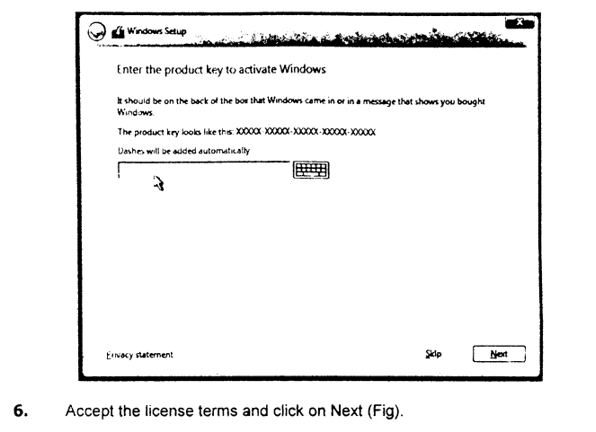 Windows Setup
Enter the product key to activate Windows
It should be on the back of the box that Windows came in or in a message that shows you bought
Windows.
The product key looks like this: XXXXX-XXXXX-XXXXX-XXXXX-XXXXX
Dashes will be added automatically
Privacy statement
Skip
Next
6. Accept the license terms and click on Next (Fig).